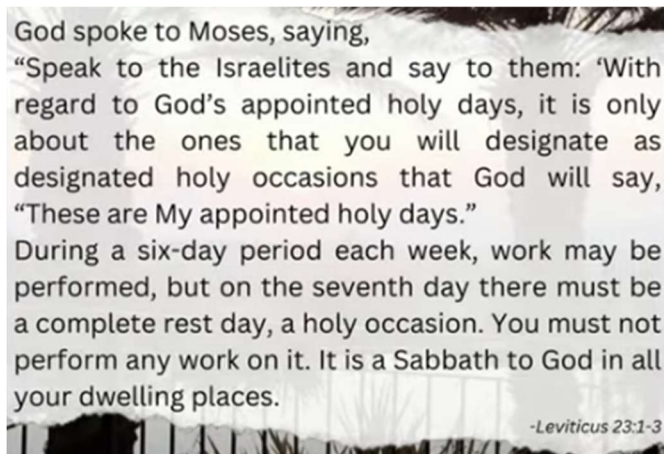 God spoke to Moses, saying,
“Speak to the Israelites and say to them: ‘With
regard to God’s appointed holy days, it is only
about the ones that you will designate as
designated holy occasions that God will say,
“These are My appointed holy days.”
During a six-day period each week, work may be
performed, but on the seventh day there must be
a complete rest day, a holy occasion. You must not
perform any work on it. It is a Sabbath to God in all
your dwelling places.
-Leviticus 23:1-3